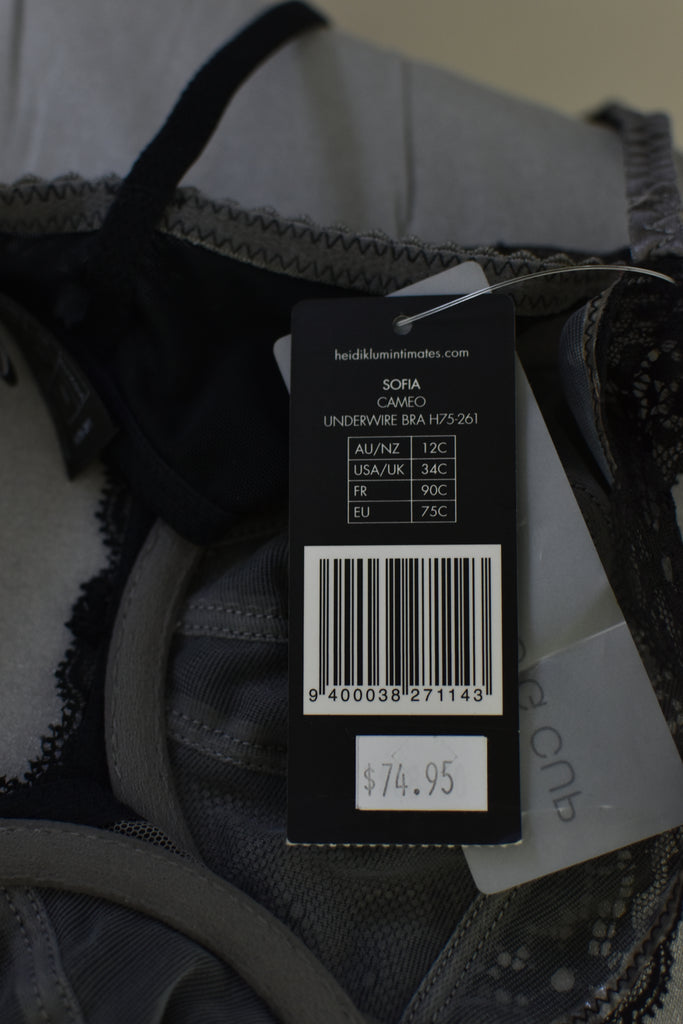 heidiklumintimates.com
SOFIA
CAMEO
UNDERWIRE BRA H75-261
AU/NZ 12C
USA/UK 34C
FR 90C
EU 75C
9 400038 271143
$74.95
cup